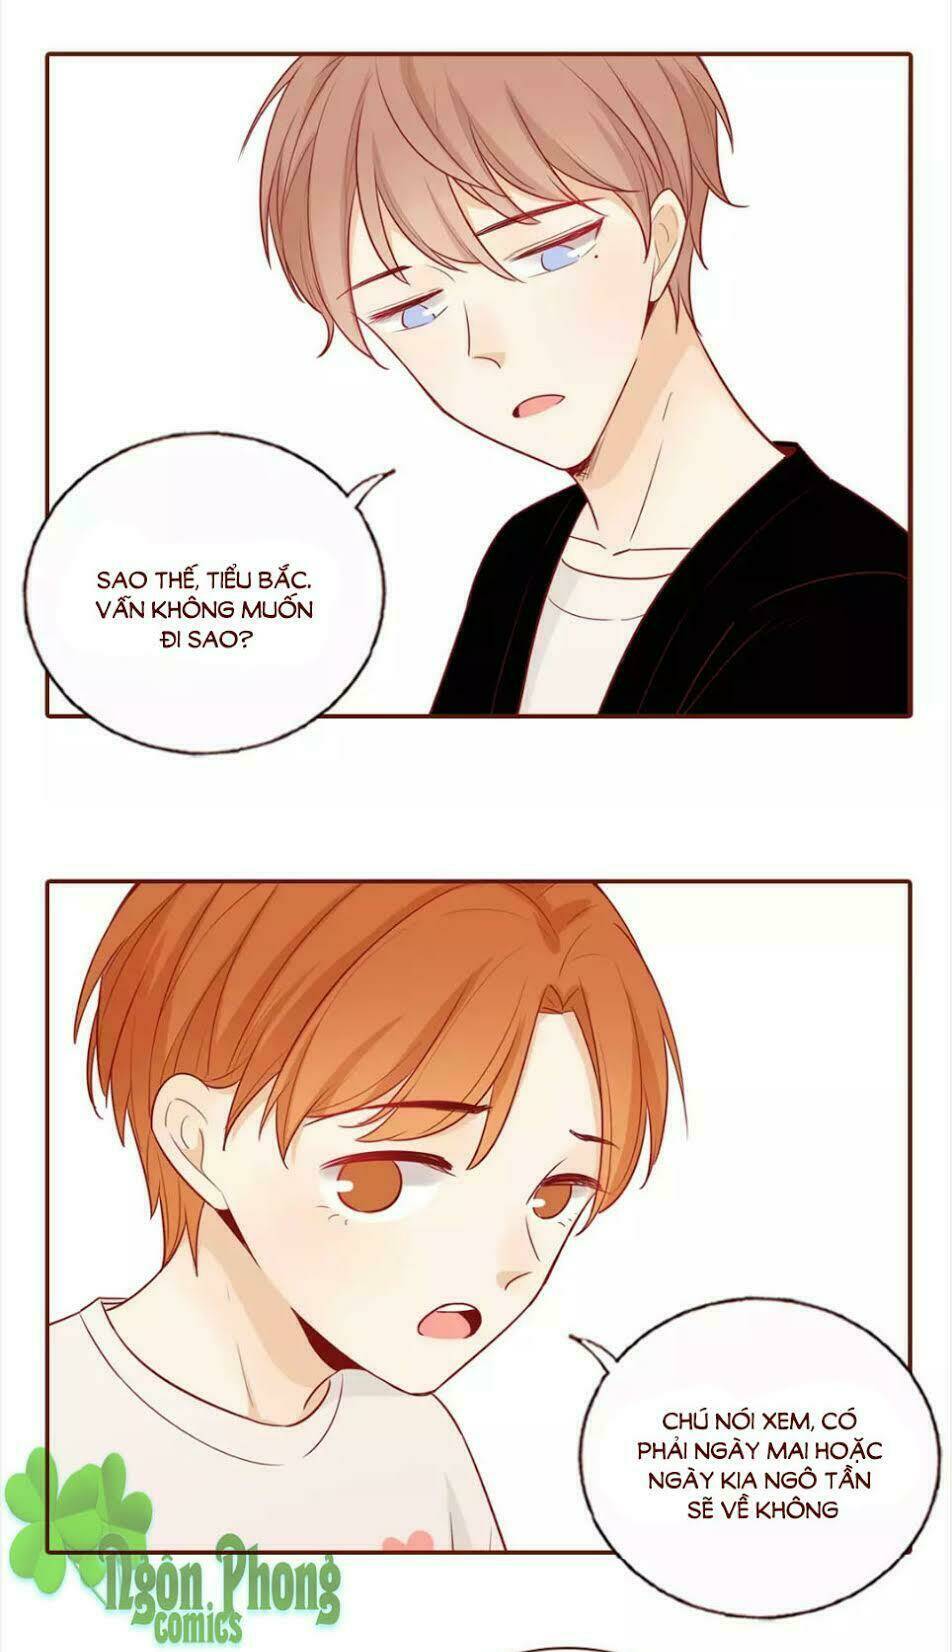 SAO THẾ, TIỂU BẮC.
VẪN KHÔNG MUỐN
ĐI SAO?
CHÚ NÓI XEM, CÓ
PHẢI NGÀY MAI HOẶC
NGÀY KIA NGÔ TẦN
SẼ VỀ KHÔNG
Ngôn Phong
comics